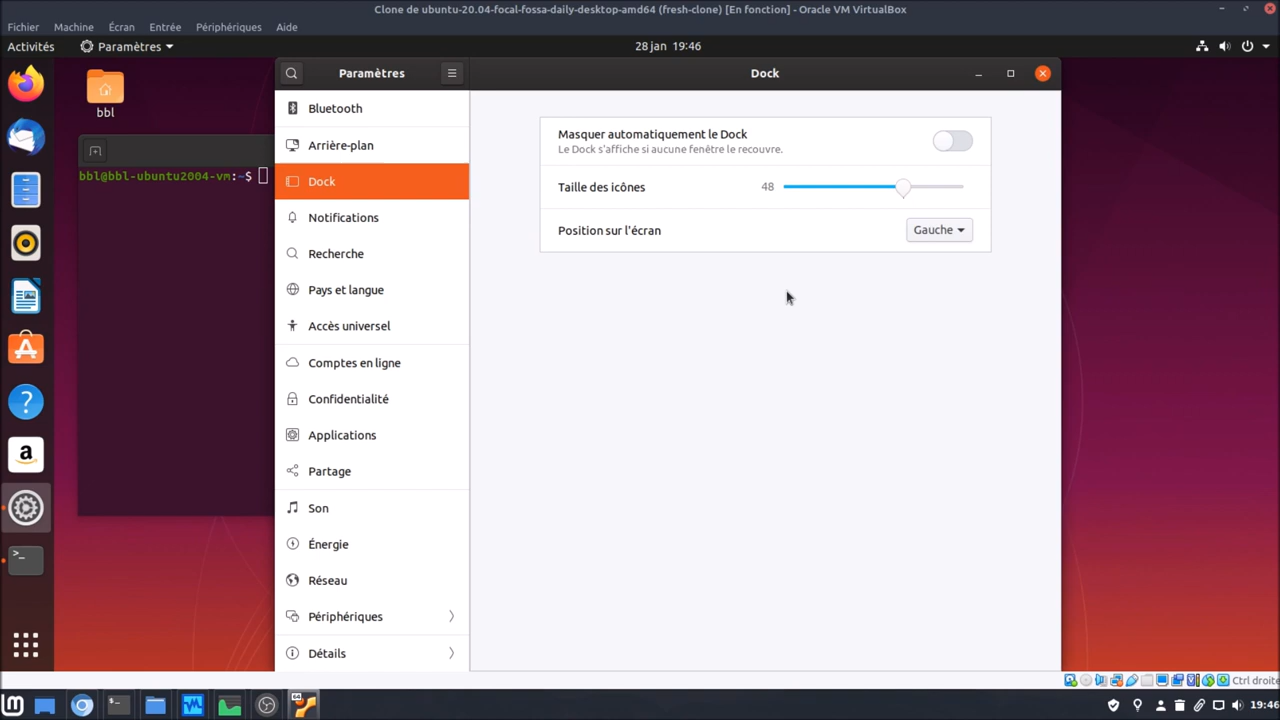 Clone de ubuntu-20.04-focal-fossa-daily-desktop-amd64 (fresh-clone) [En fonction] - Oracle VM VirtualBox
Fichier Machine Écran Entrée Périphériques Aide
Activités Paramètres 28 jan 19:46
Paramètres Dock
bbl
bbl@bbl-ubuntu2004-vm:~$
Bluetooth
Arrière-plan
Dock
Notifications
Recherche
Pays et langue
Accès universel
Comptes en ligne
Confidentialité
Applications
Partage
Son
Énergie
Réseau
Périphériques
Détails
Masquer automatiquement le Dock
Le Dock s'affiche si aucune fenêtre le recouvre.
Taille des icônes 48
Position sur l'écran Gauche
Ctrl droite
64
19:46